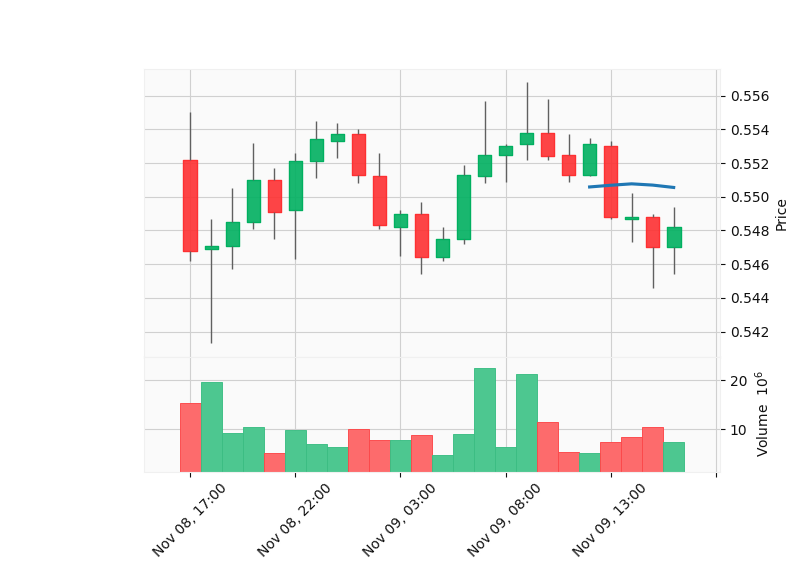 0.556
0.554
0.552
0.550
0.548
0.546
0.544
0.542
Price
20
10
Volume 10^6
Nov 08, 17:00
Nov 08, 22:00
Nov 09, 03:00
Nov 09, 08:00
Nov 09, 13:00